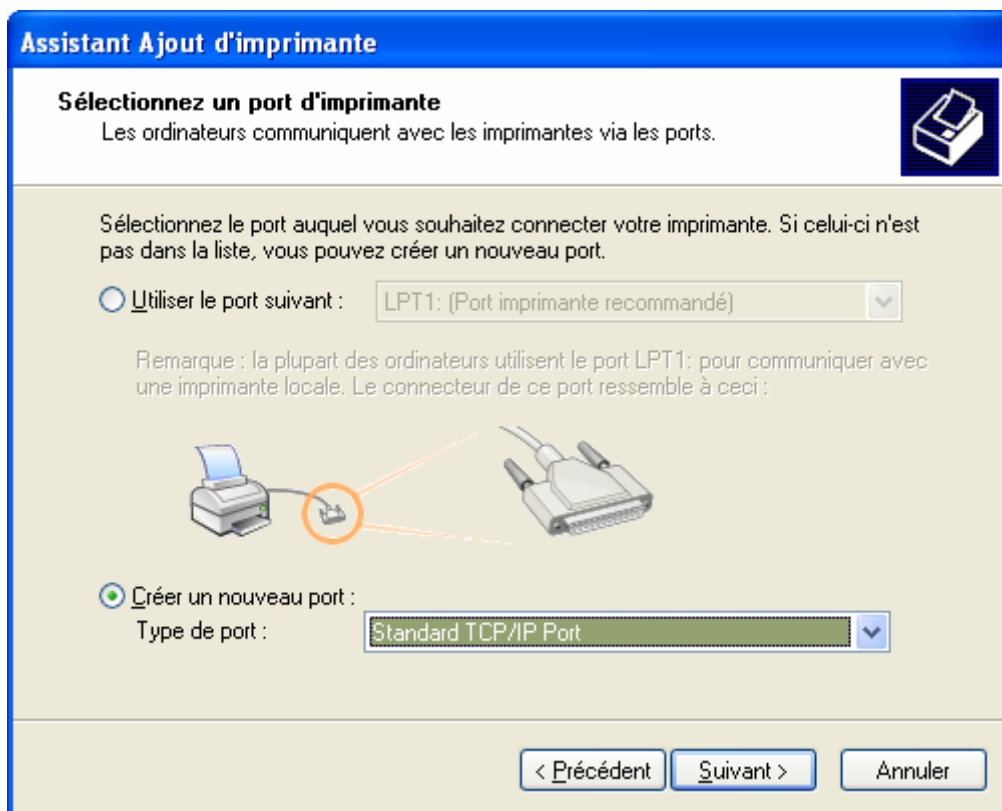 Assistant Ajout d'imprimante
Sélectionnez un port d'imprimante
Les ordinateurs communiquent avec les imprimantes via les ports.
Sélectionnez le port auquel vous souhaitez connecter votre imprimante. Si celui-ci n'est
pas dans la liste, vous pouvez créer un nouveau port.
Utiliser le port suivant : LPT1: (Port imprimante recommandé)
Remarque : la plupart des ordinateurs utilisent le port LPT1: pour communiquer avec
une imprimante locale. Le connecteur de ce port ressemble à ceci :
Créer un nouveau port :
Type de port : Standard TCP/IP Port
< Précédent Suivant > Annuler